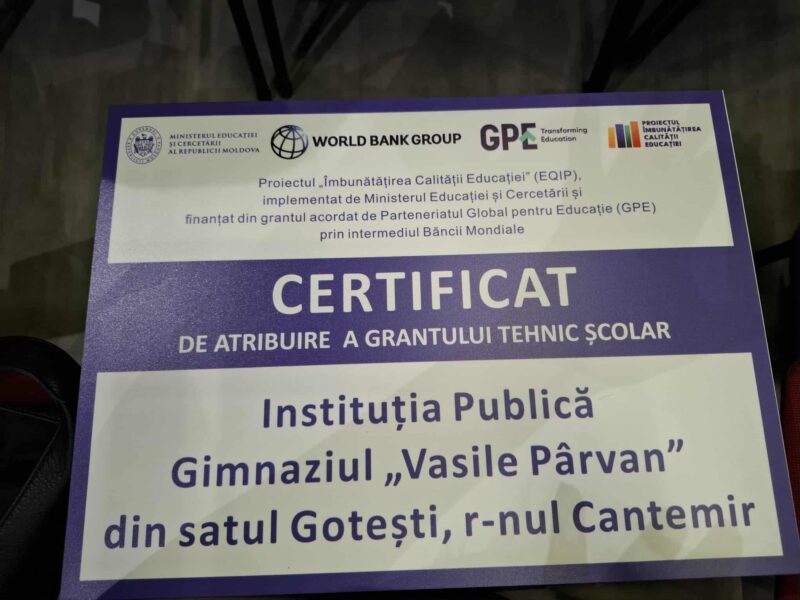 MINISTERUL EDUCAȚIEI
ȘI CERCETĂRII
AL REPUBLICII MOLDOVA
WORLD BANK GROUP
GPE Transforming
Education
PROIECTUL
ÎMBUNĂTĂȚIREA
CALITĂȚII
EDUCAȚIEI
Proiectul „Îmbunătățirea Calității Educației” (EQIP),
implementat de Ministerul Educației și Cercetării și
finanțat din grantul acordat de Parteneriatul Global pentru Educație (GPE)
prin intermediul Băncii Mondiale
CERTIFICAT
DE ATRIBUIRE A GRANTULUI TEHNIC ȘCOLAR
Instituția Publică
Gimnaziul „Vasile Pârvan”
din satul Gotești, r-nul Cantemir